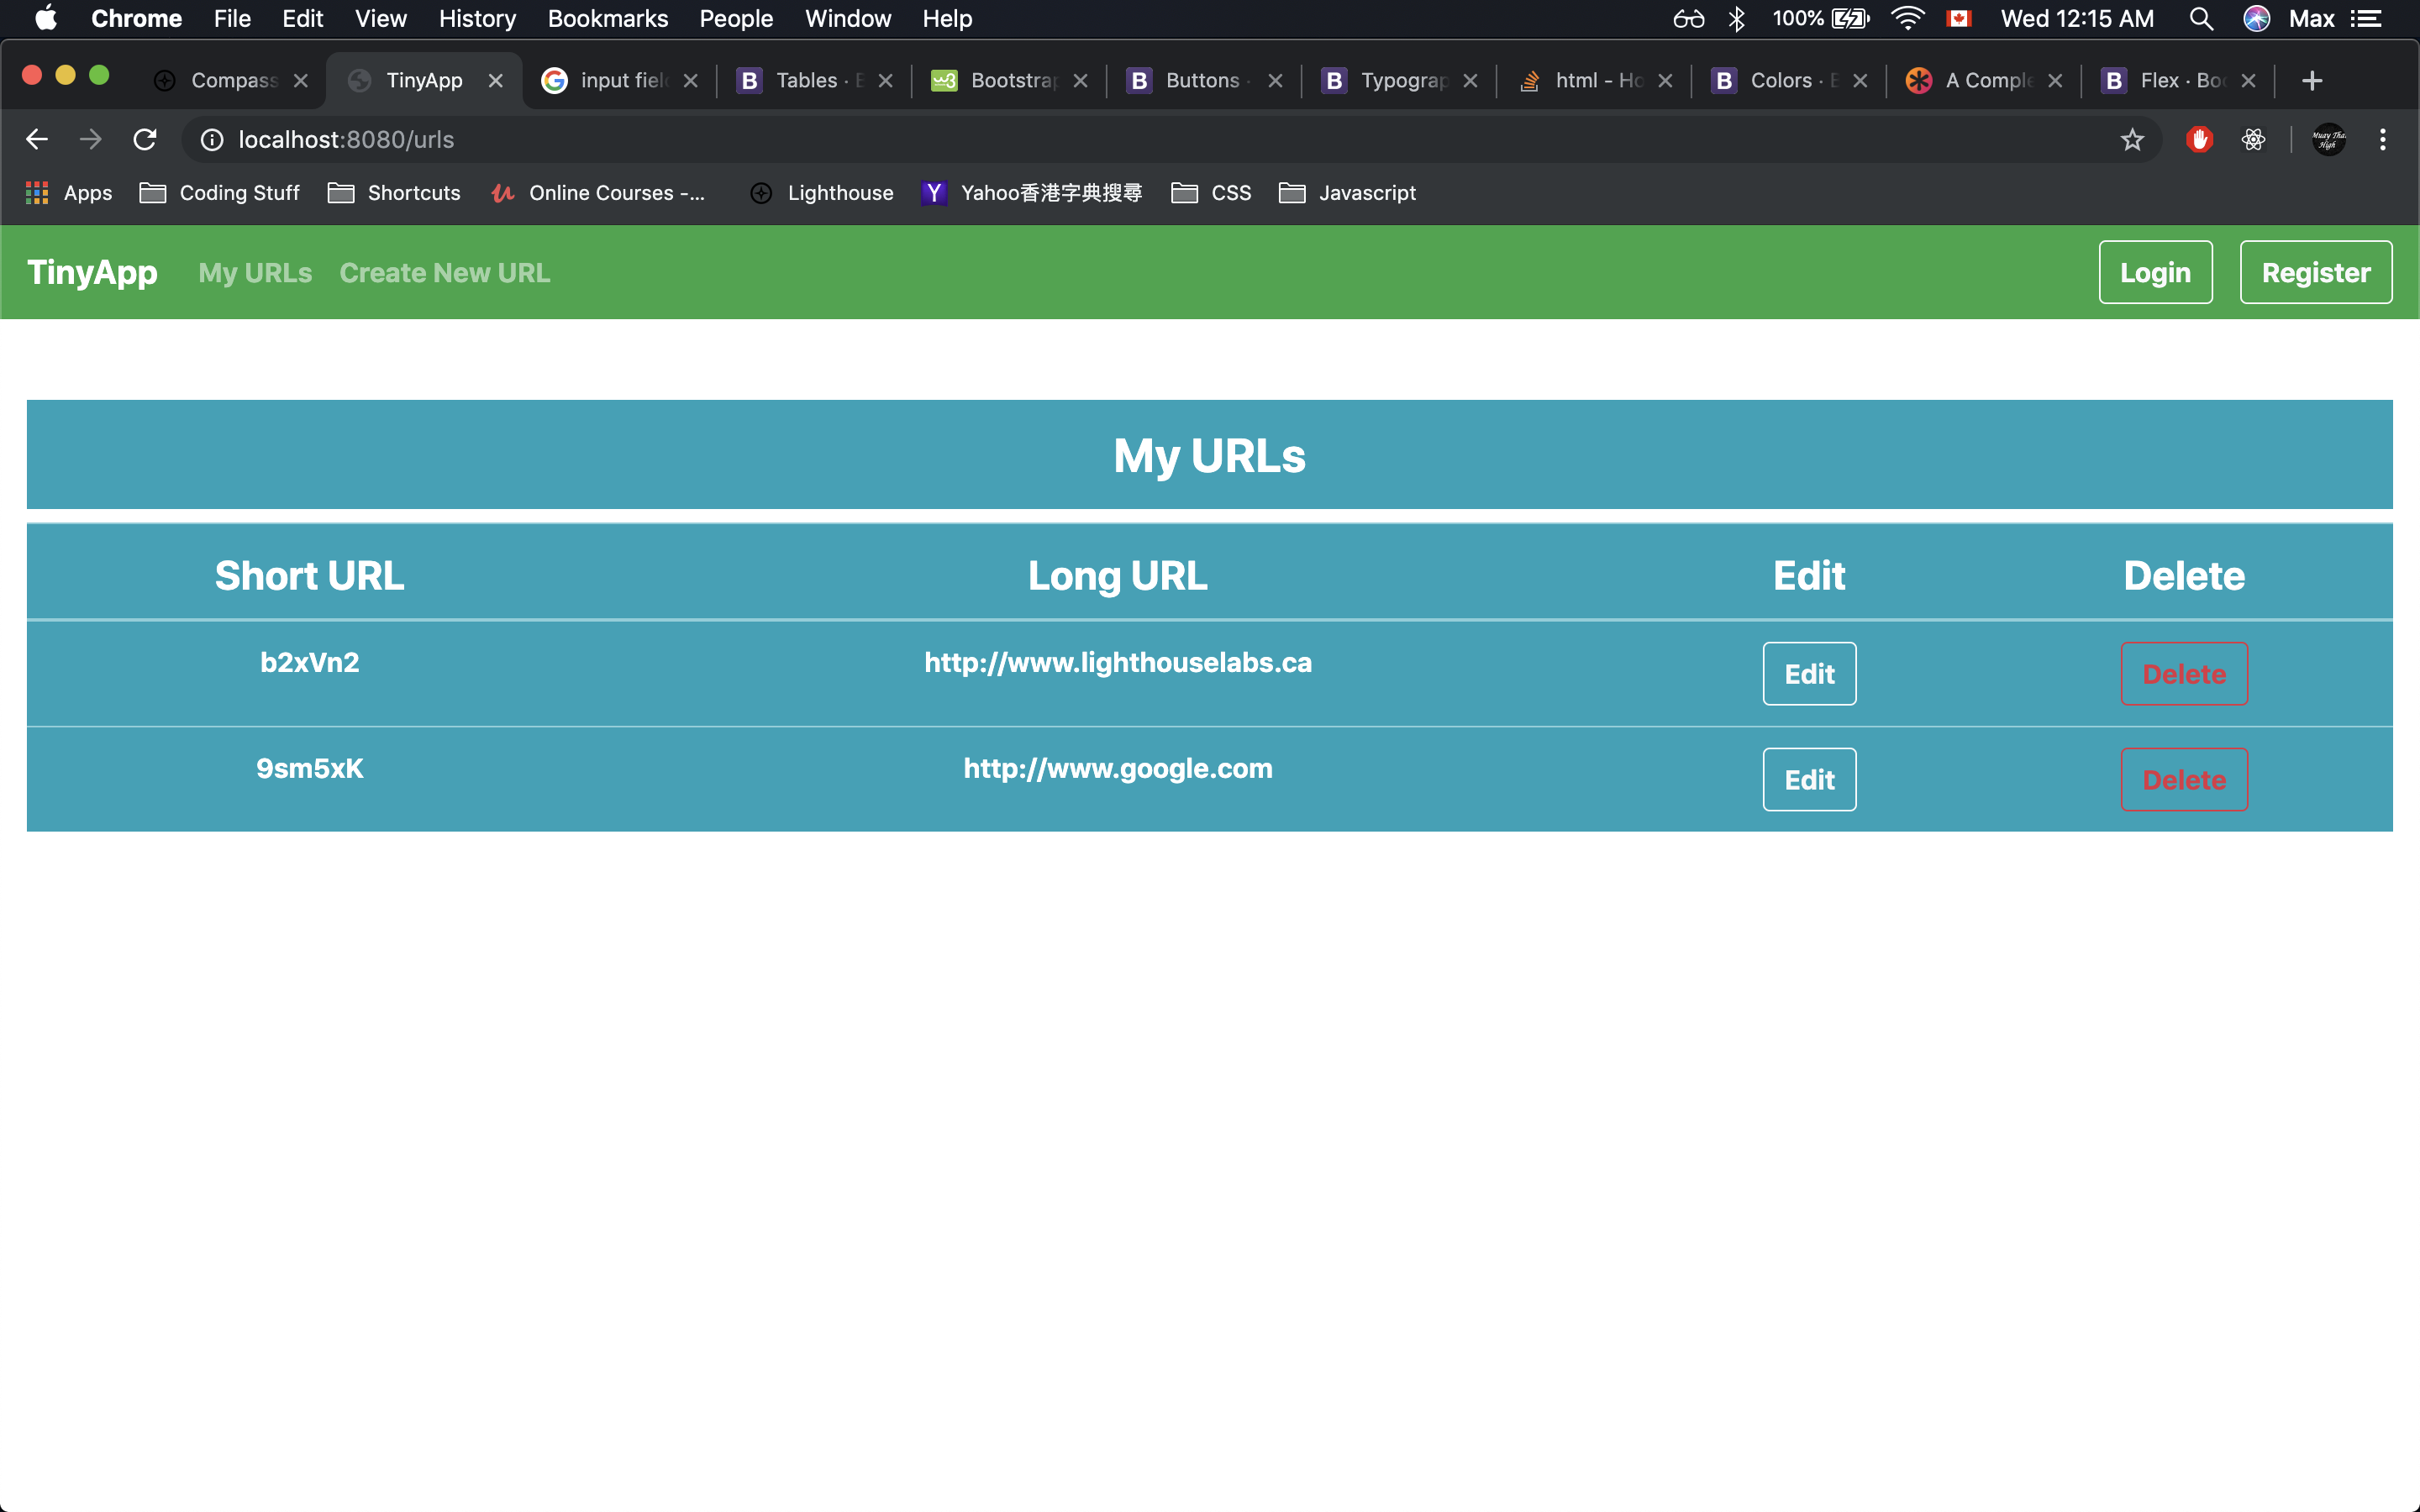 Chrome File Edit View History Bookmarks People Window Help 100% Wed 12:15 AM Max
Compass TinyApp input fiel Tables · B Bootstrap Buttons · Typograp html - Ho Colors · B A Comple Flex · Boo
localhost:8080/urls
Apps Coding Stuff Shortcuts Online Courses -... Lighthouse Yahoo香港字典搜尋 CSS Javascript
TinyApp My URLs Create New URL Login Register
My URLs
Short URL Long URL Edit Delete
b2xVn2 http://www.lighthouselabs.ca Edit Delete
9sm5xK http://www.google.com Edit Delete